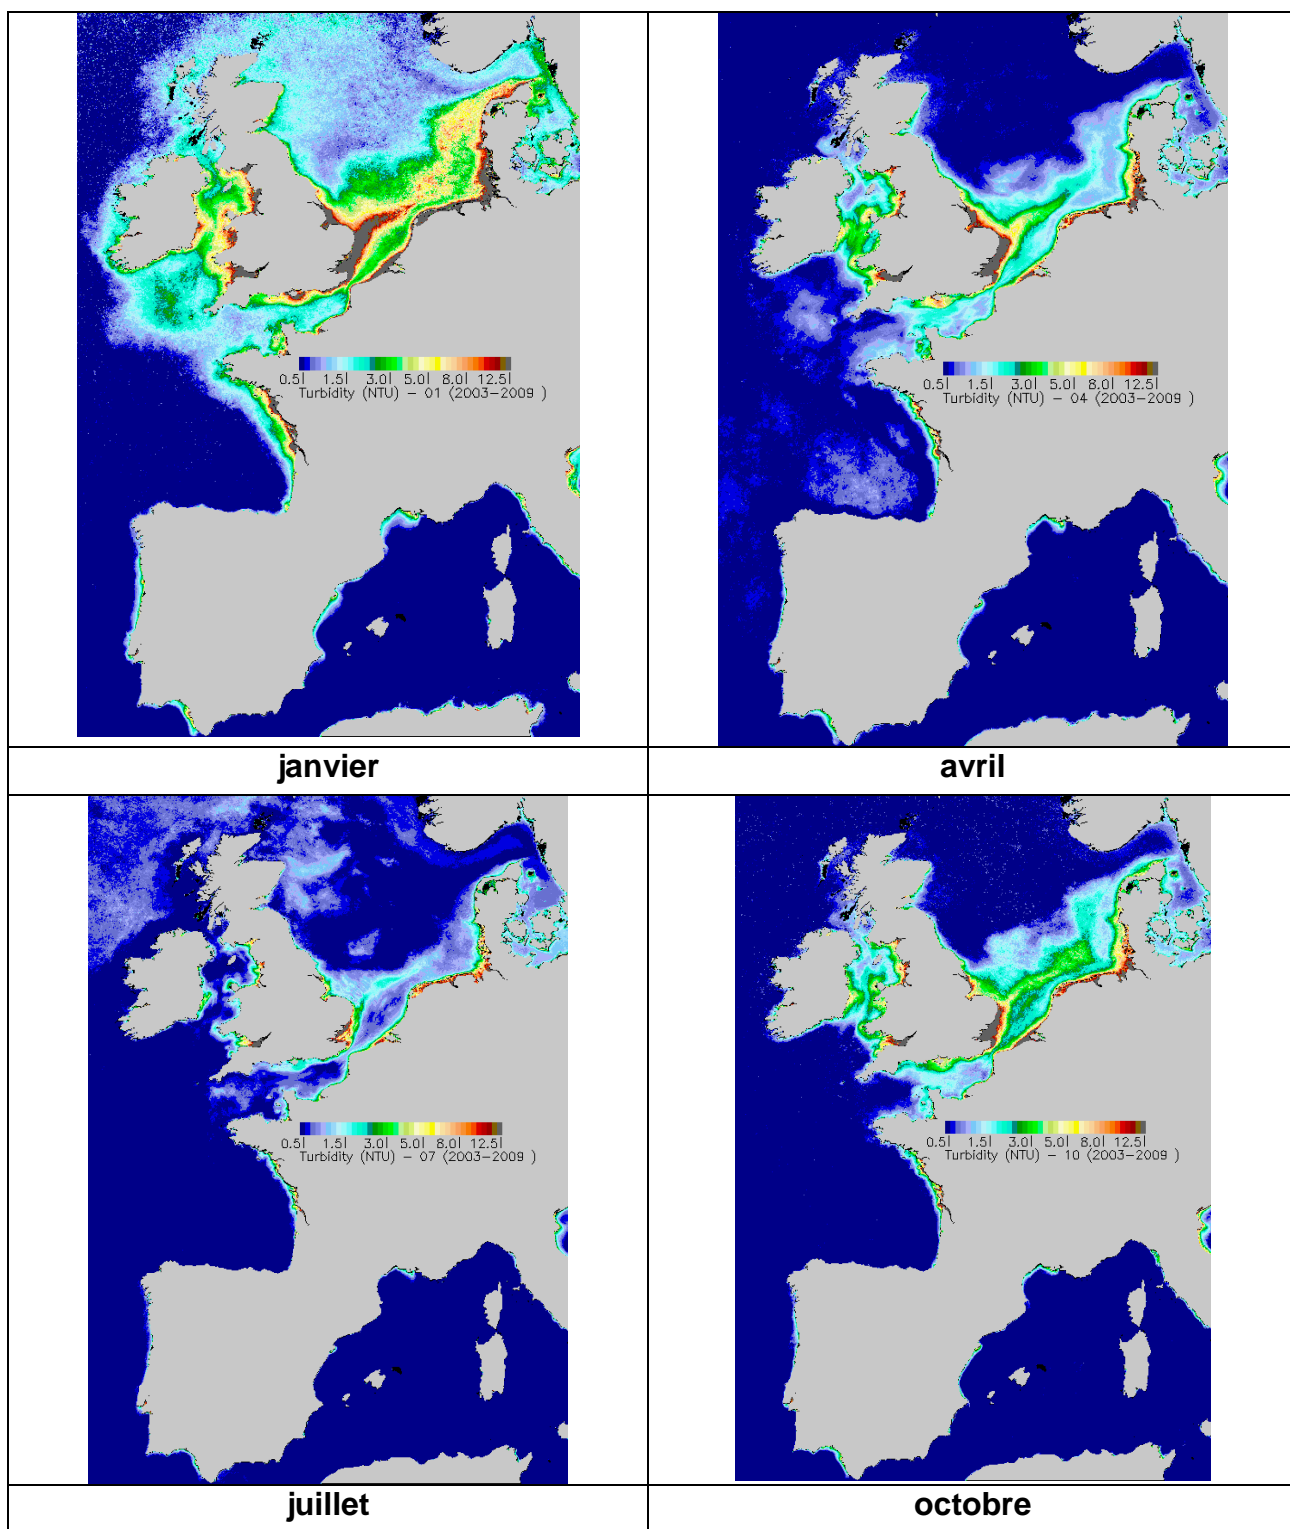 0.5| 1.5| 3.0| 5.0| 8.0| 12.5|
Turbidity (NTU) - 01 (2003-2009 )
0.5| 1.5| 3.0| 5.0| 8.0| 12.5|
Turbidity (NTU) - 04 (2003-2009 )
janvier
avril
0.5| 1.5| 3.0| 5.0| 8.0| 12.5|
Turbidity (NTU) - 07 (2003-2009 )
0.5| 1.5| 3.0| 5.0| 8.0| 12.5|
Turbidity (NTU) - 10 (2003-2009 )
juillet
octobre